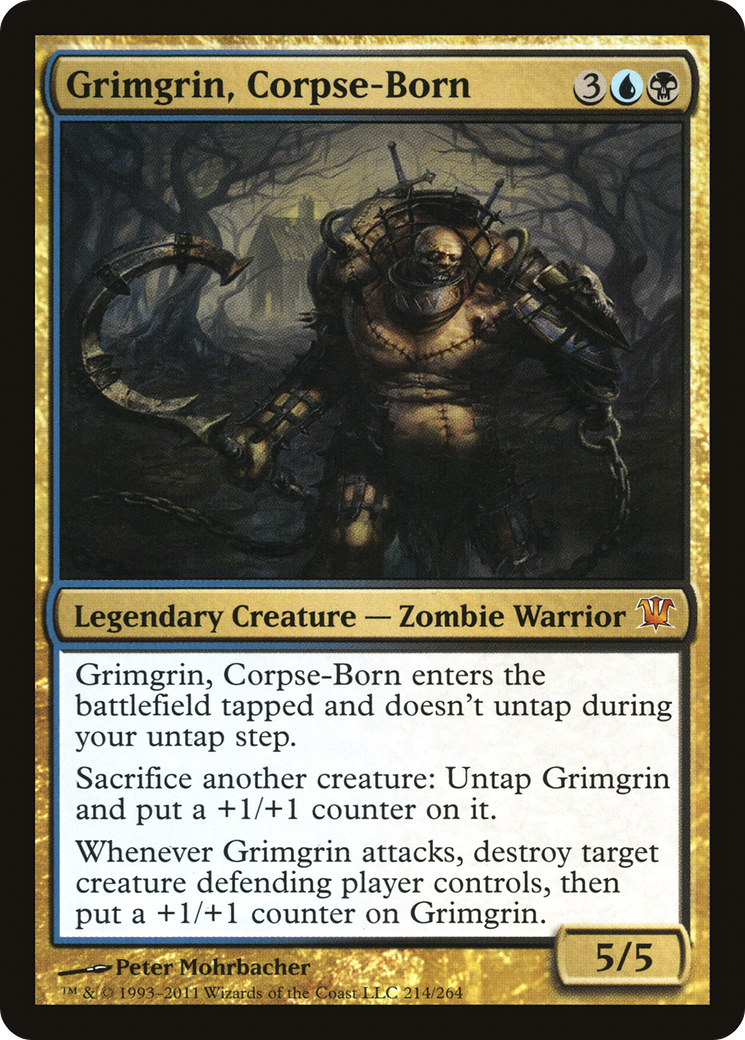 Grimgrin, Corpse-Born 3
Legendary Creature — Zombie Warrior
Grimgrin, Corpse-Born enters the
battlefield tapped and doesn't untap during
your untap step.
Sacrifice another creature: Untap Grimgrin
and put a +1/+1 counter on it.
Whenever Grimgrin attacks, destroy target
creature defending player controls, then
put a +1/+1 counter on Grimgrin.
5/5
Peter Mohrbacher
™ & © 1993–2011 Wizards of the Coast LLC 214/264